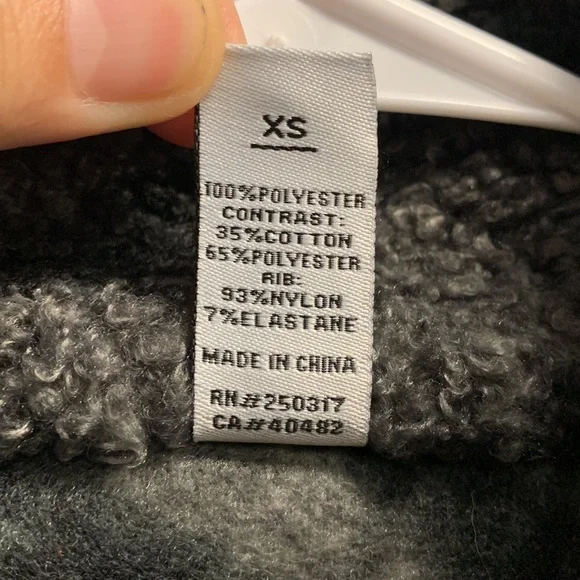 XS
100%POLYESTER
CONTRAST:
35%COTTON
65%POLYESTER
RIB:
93%NYLON
7%ELASTANE
MADE IN CHINA
RN#250317
CA#40482